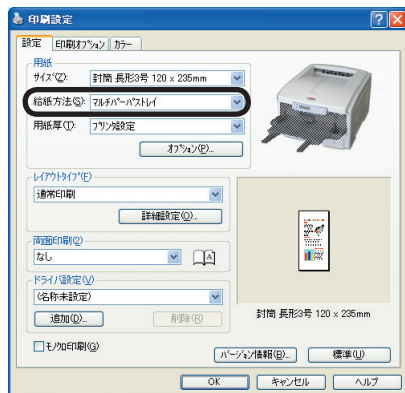 印刷設定
設定 印刷オプション カラー
用紙
サイズ(Z): 封筒 長形3号 120 x 235mm
給紙方法(S): マルチパーパストレイ
用紙厚(T): プリンタ設定
オプション(P)...
レイアウトタイプ(E)
通常印刷
詳細設定(O)...
両面印刷(2)
なし
ドライバ設定(V)
(名称未設定)
追加(D)... 削除(R)
封筒 長形3号 120 x 235mm
モノクロ印刷(G)
バージョン情報(B)... 標準(U)
OK キャンセル ヘルプ